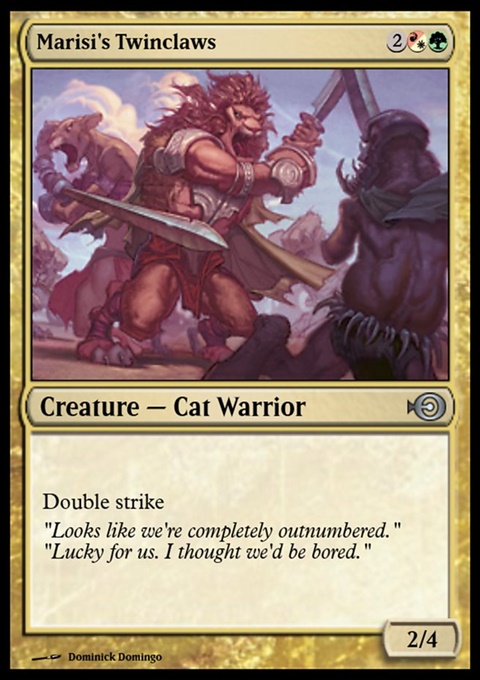 Marisi's Twinclaws 2
Creature — Cat Warrior
Double strike
"Looks like we're completely outnumbered."
"Lucky for us. I thought we'd be bored."
2/4
Dominick Domingo